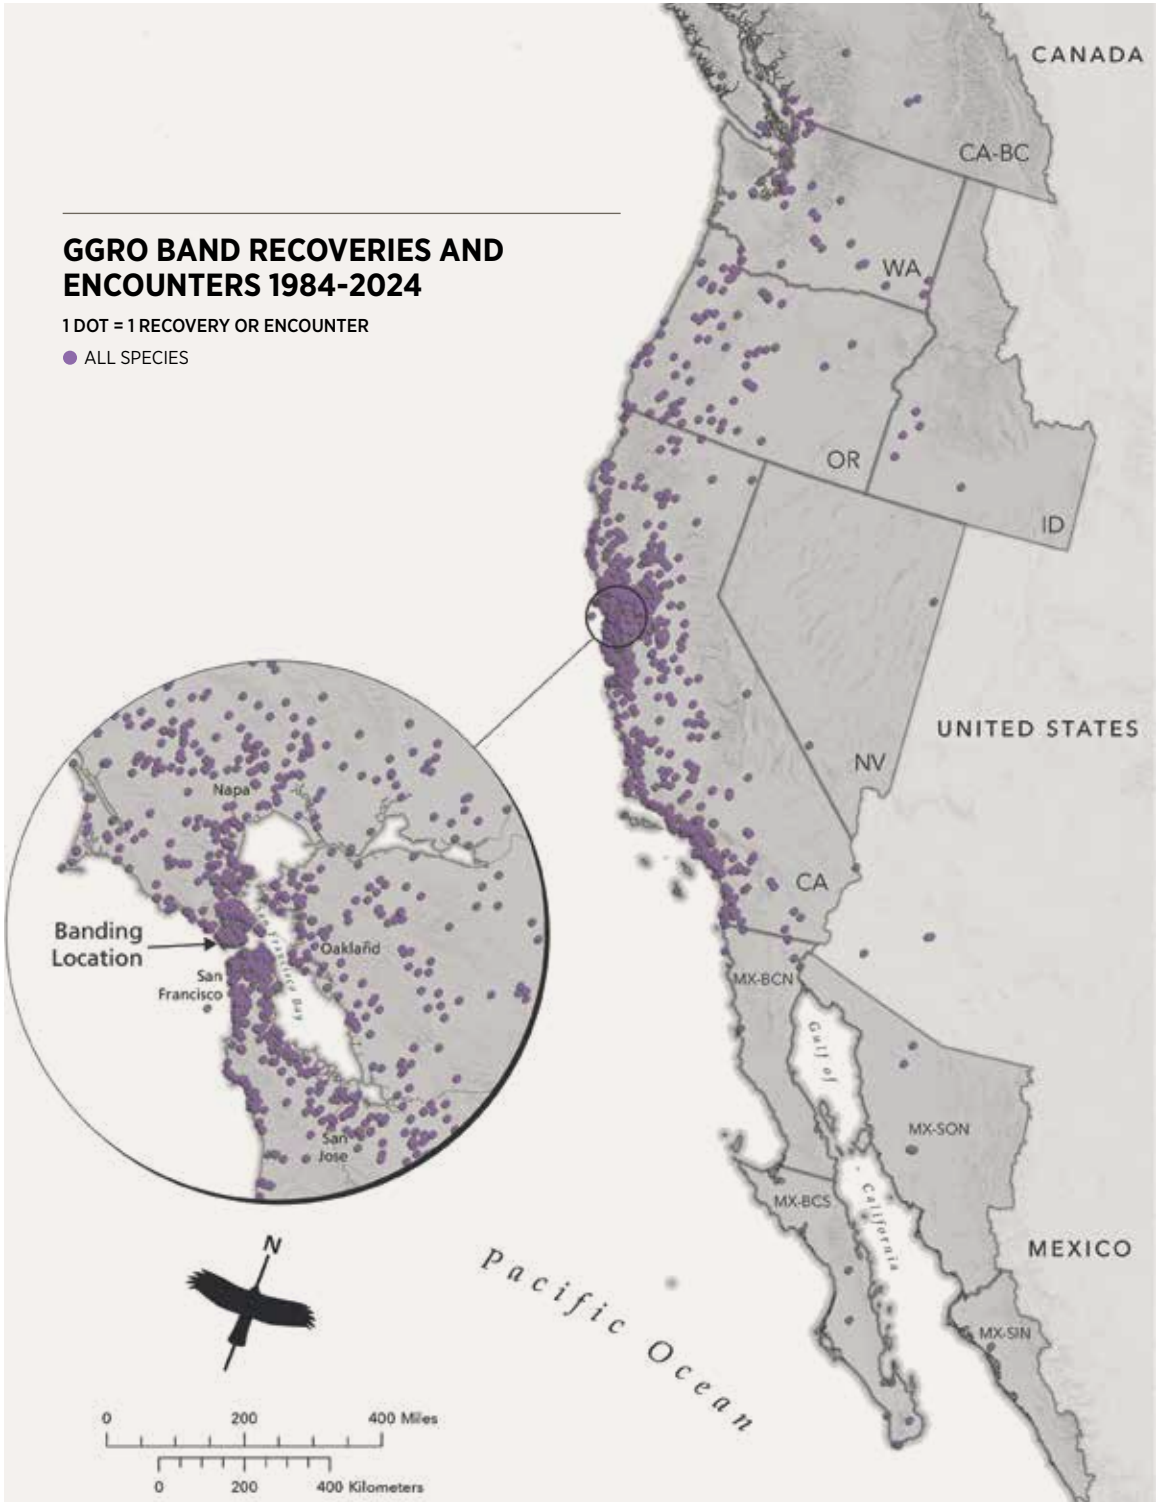 GGRO BAND RECOVERIES AND
ENCOUNTERS 1984-2024
1 DOT = 1 RECOVERY OR ENCOUNTER
ALL SPECIES
CANADA
CA-BC
WA
OR
ID
UNITED STATES
NV
CA
Napa
Banding
Location
San Francisco Bay
Oakland
San
Francisco
San
Jose
MX-BCN
Gulf of
California
MX-SON
MX-BCS
MEXICO
MX-SIN
Pacific Ocean
N
0 200 400 Miles
0 200 400 Kilometers